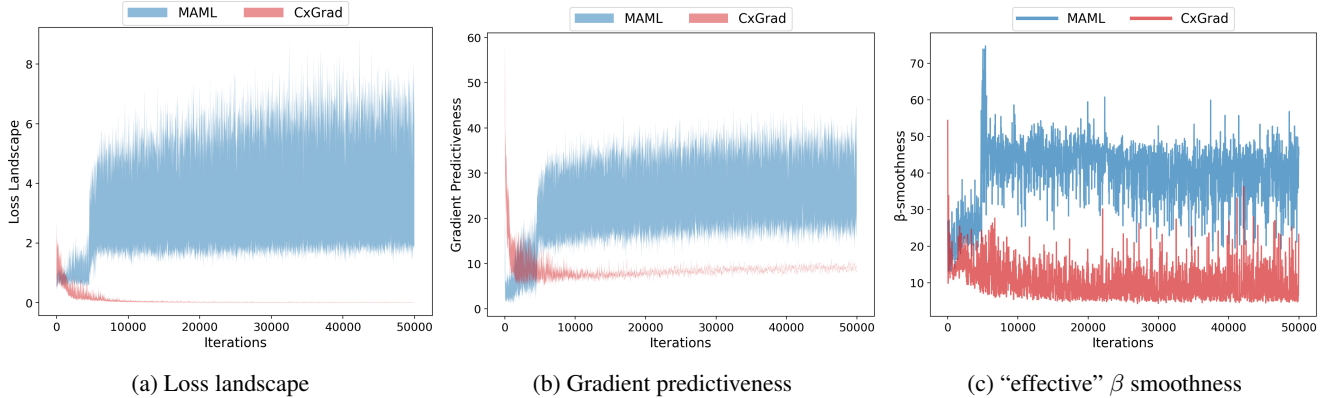 MAML CxGrad
Loss Landscape
8
6
4
2
0
0 10000 20000 30000 40000 50000
Iterations
(a) Loss landscape
MAML CxGrad
Gradient Predictiveness
60
50
40
30
20
10
0
0 10000 20000 30000 40000 50000
Iterations
(b) Gradient predictiveness
MAML CxGrad
β-smoothness
70
60
50
40
30
20
10
0 10000 20000 30000 40000 50000
Iterations
(c) “effective” β smoothness